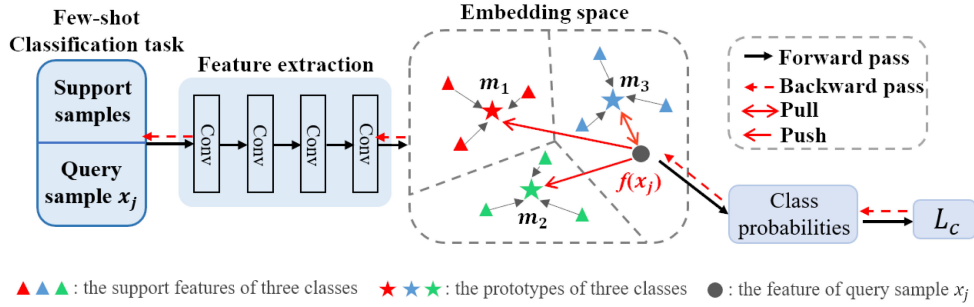 Few-shot
Classification task
Support
samples
Query
sample x_j
Feature extraction
Conv
Conv
Conv
Conv
Embedding space
m_1
m_3
m_2
f(x_j)
Forward pass
Backward pass
Pull
Push
Class
probabilities
L_c
: the support features of three classes
: the prototypes of three classes
: the feature of query sample x_j